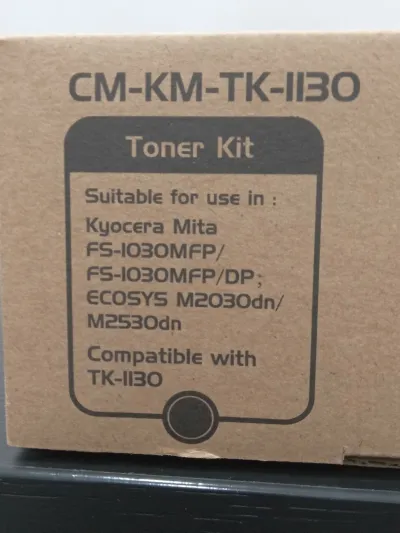 CM-KM-TK-1130
Toner Kit
Suitable for use in :
Kyocera Mita
FS-1030MFP/
FS-1030MFP/DP;
ECOSYS M2030dn/
M2530dn
Compatible with
TK-1130